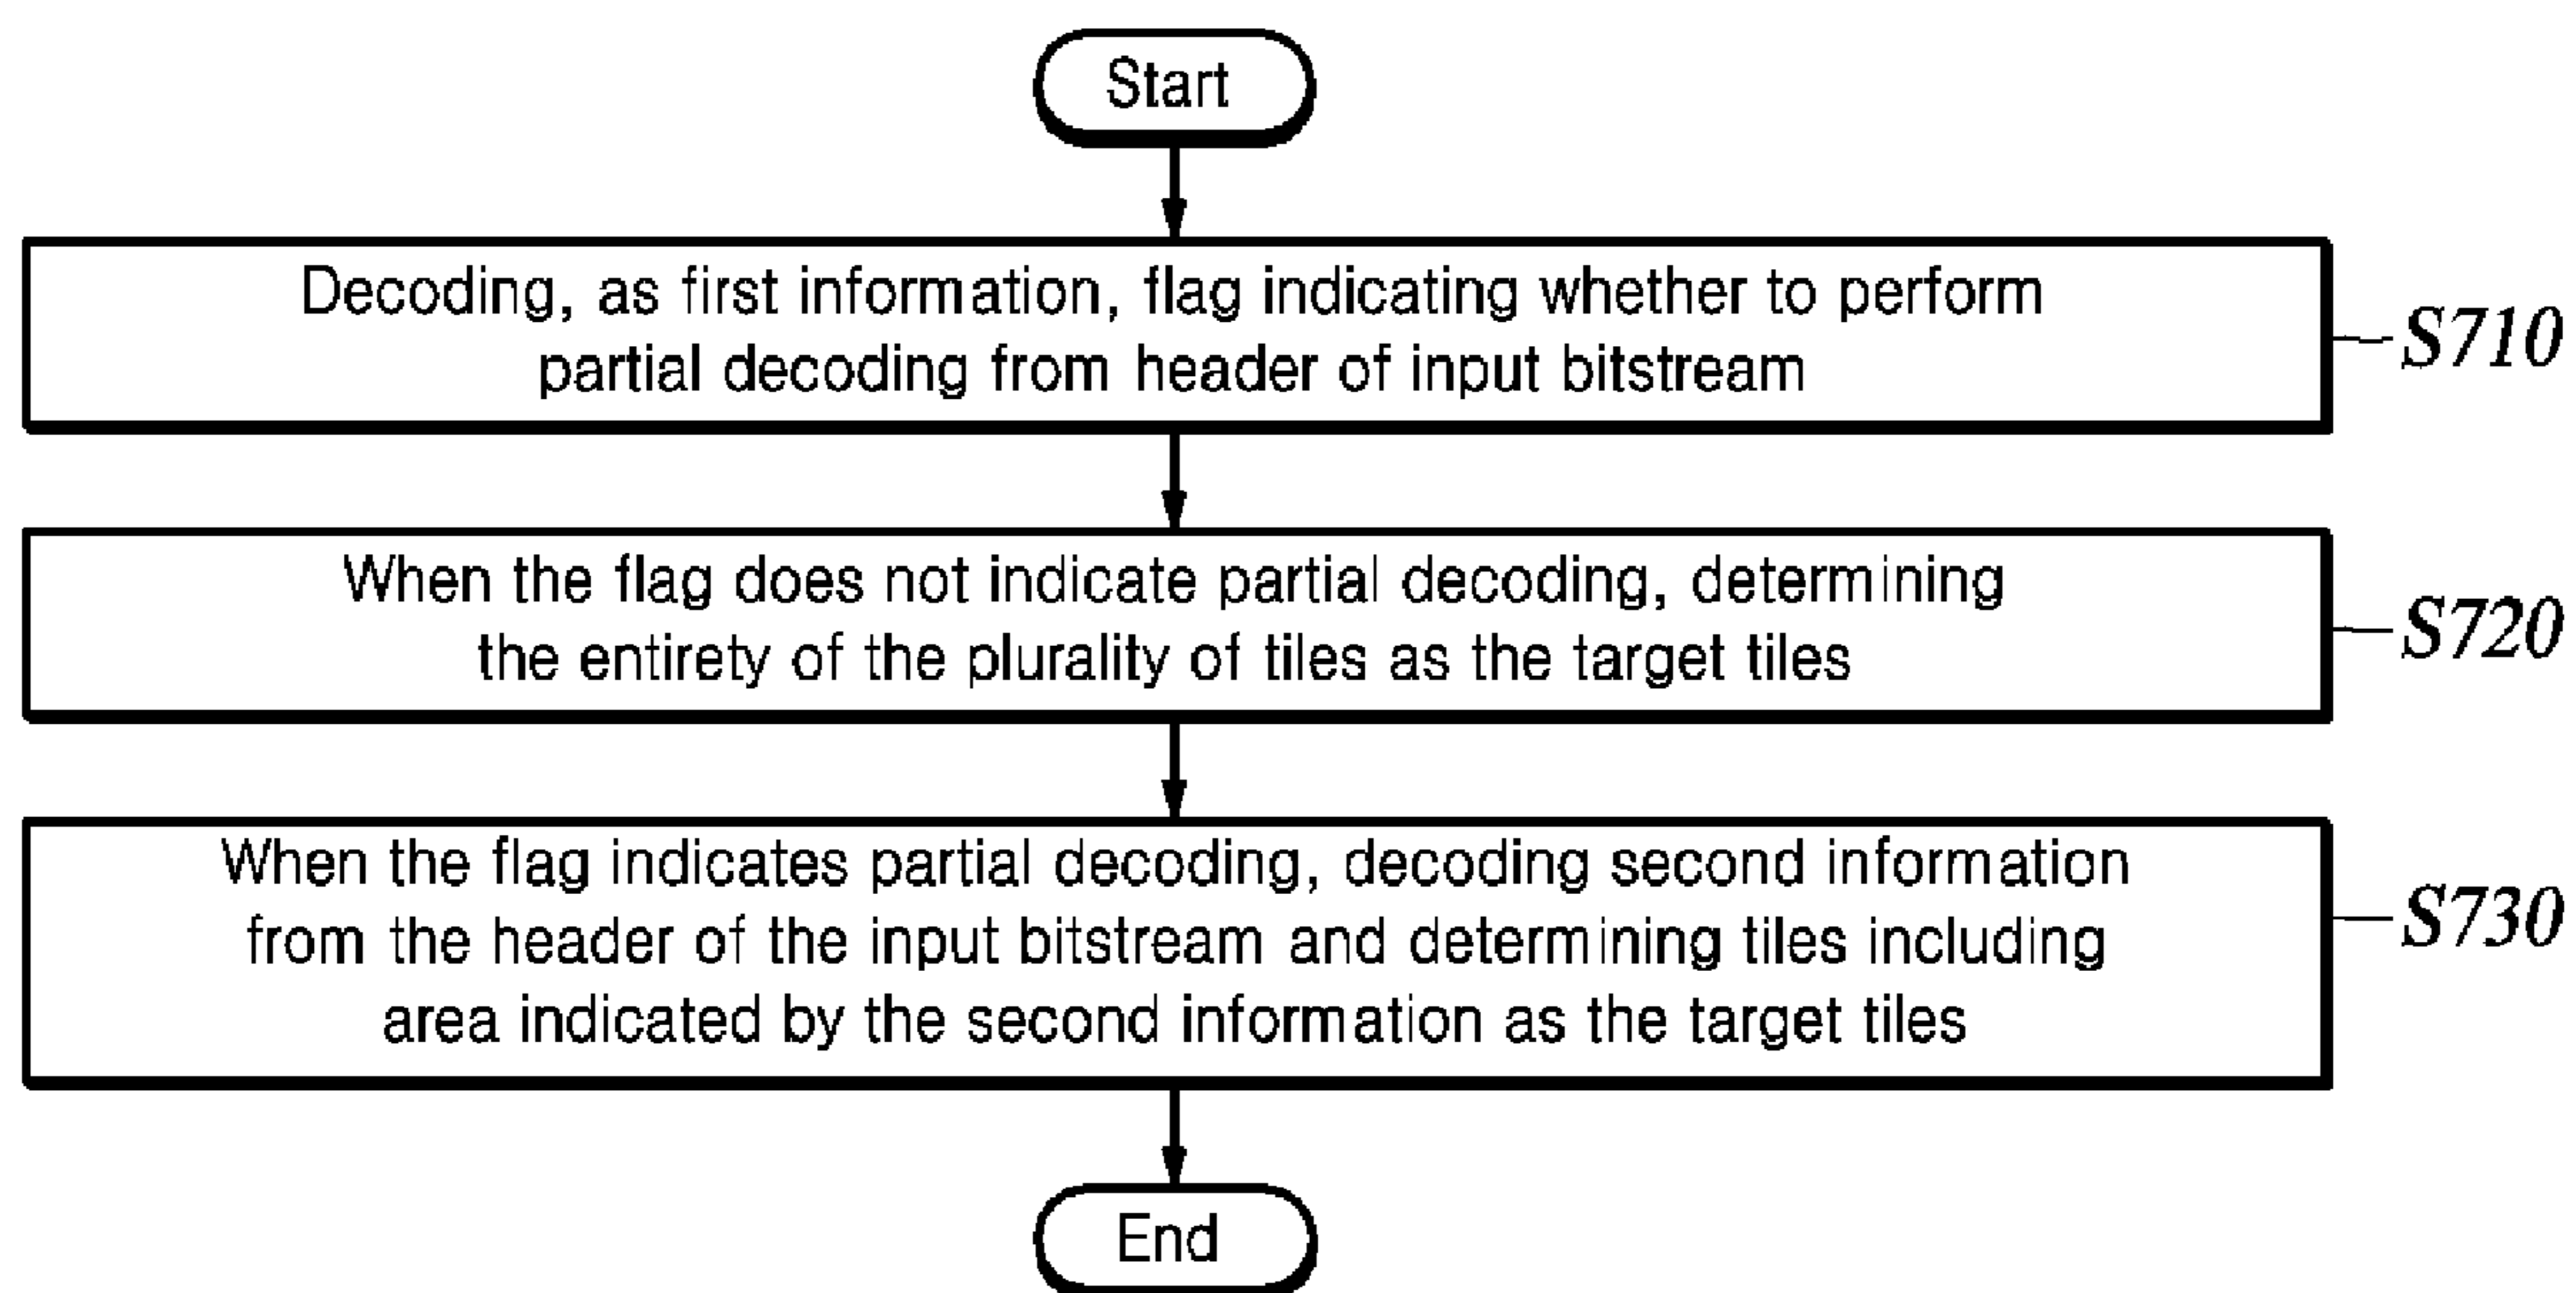 Start
Decoding, as first information, flag indicating whether to perform
partial decoding from header of input bitstream
S710
When the flag does not indicate partial decoding, determining
the entirety of the plurality of tiles as the target tiles
S720
When the flag indicates partial decoding, decoding second information
from the header of the input bitstream and determining tiles including
area indicated by the second information as the target tiles
S730
End